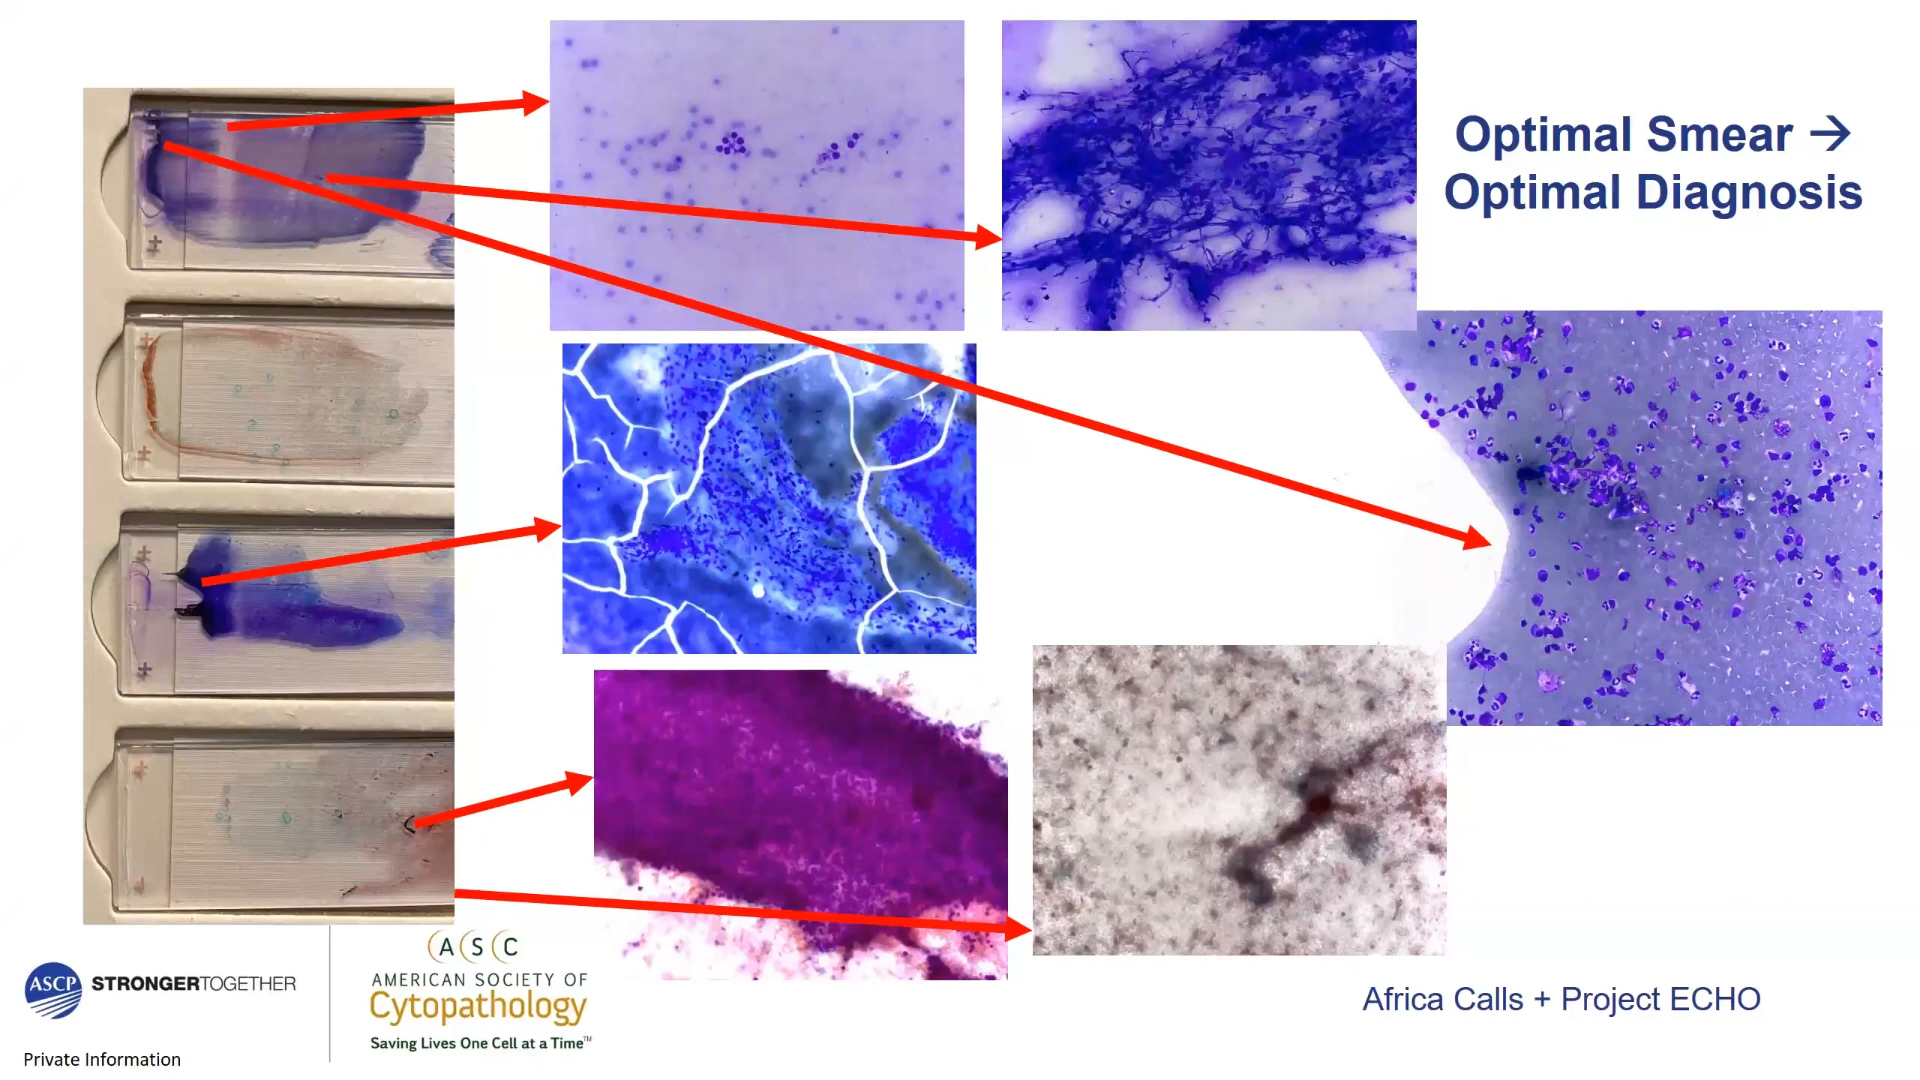 Optimal Smear →
Optimal Diagnosis
ASCP STRONGERTOGETHER
Private Information
ASC
AMERICAN SOCIETY OF
Cytopathology
Saving Lives One Cell at a Time™
Africa Calls + Project ECHO